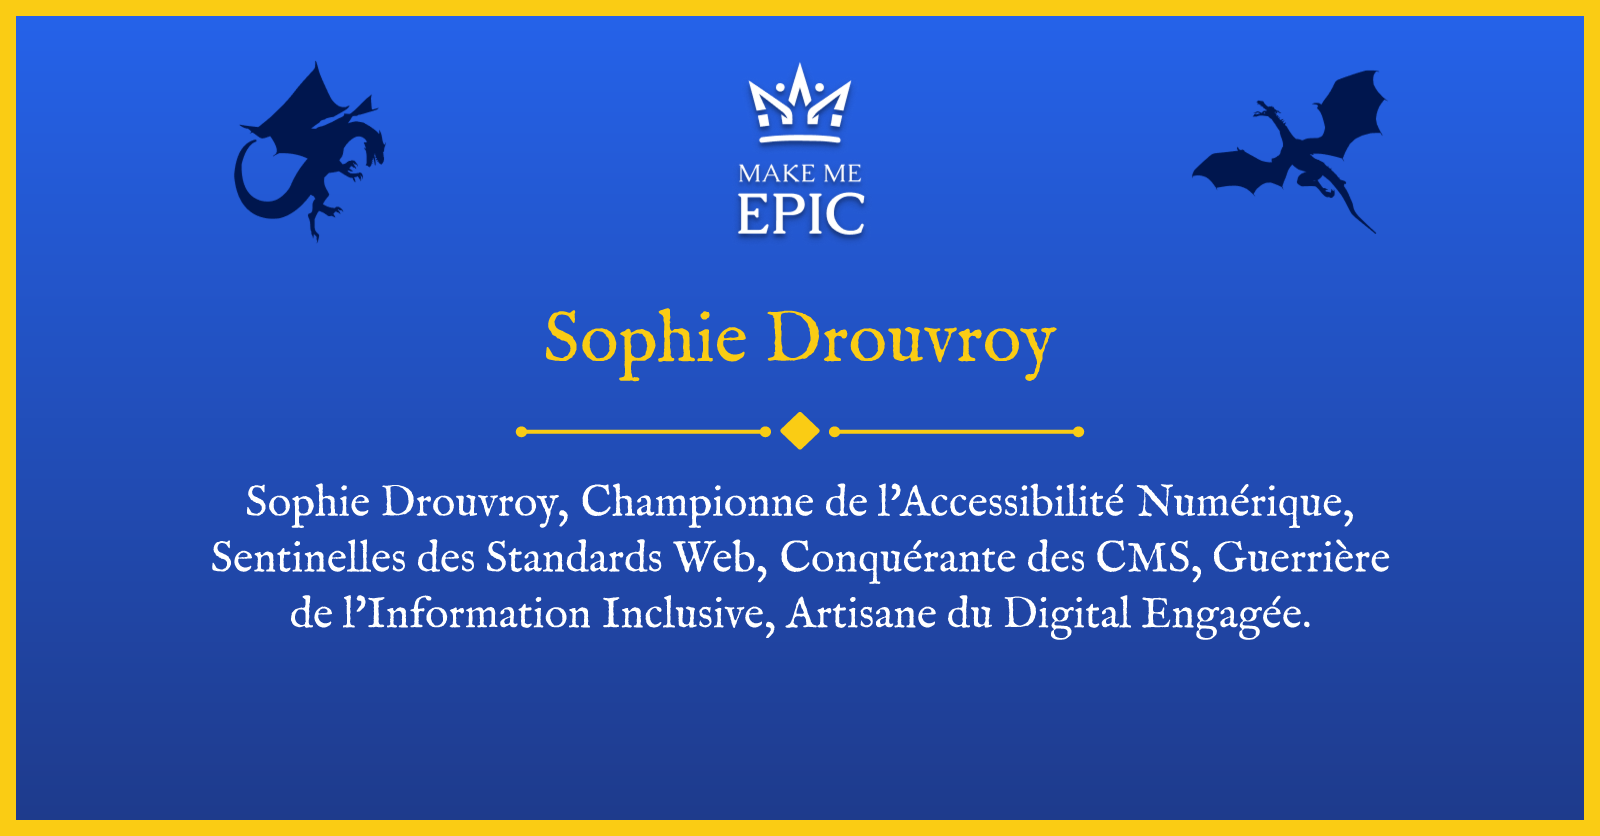 MAKE ME
EPIC
Sophie Drouvroy
Sophie Drouvroy, Championne de l’Accessibilité Numérique,
Sentinelles des Standards Web, Conquérante des CMS, Guerrière
de l’Information Inclusive, Artisane du Digital Engagée.